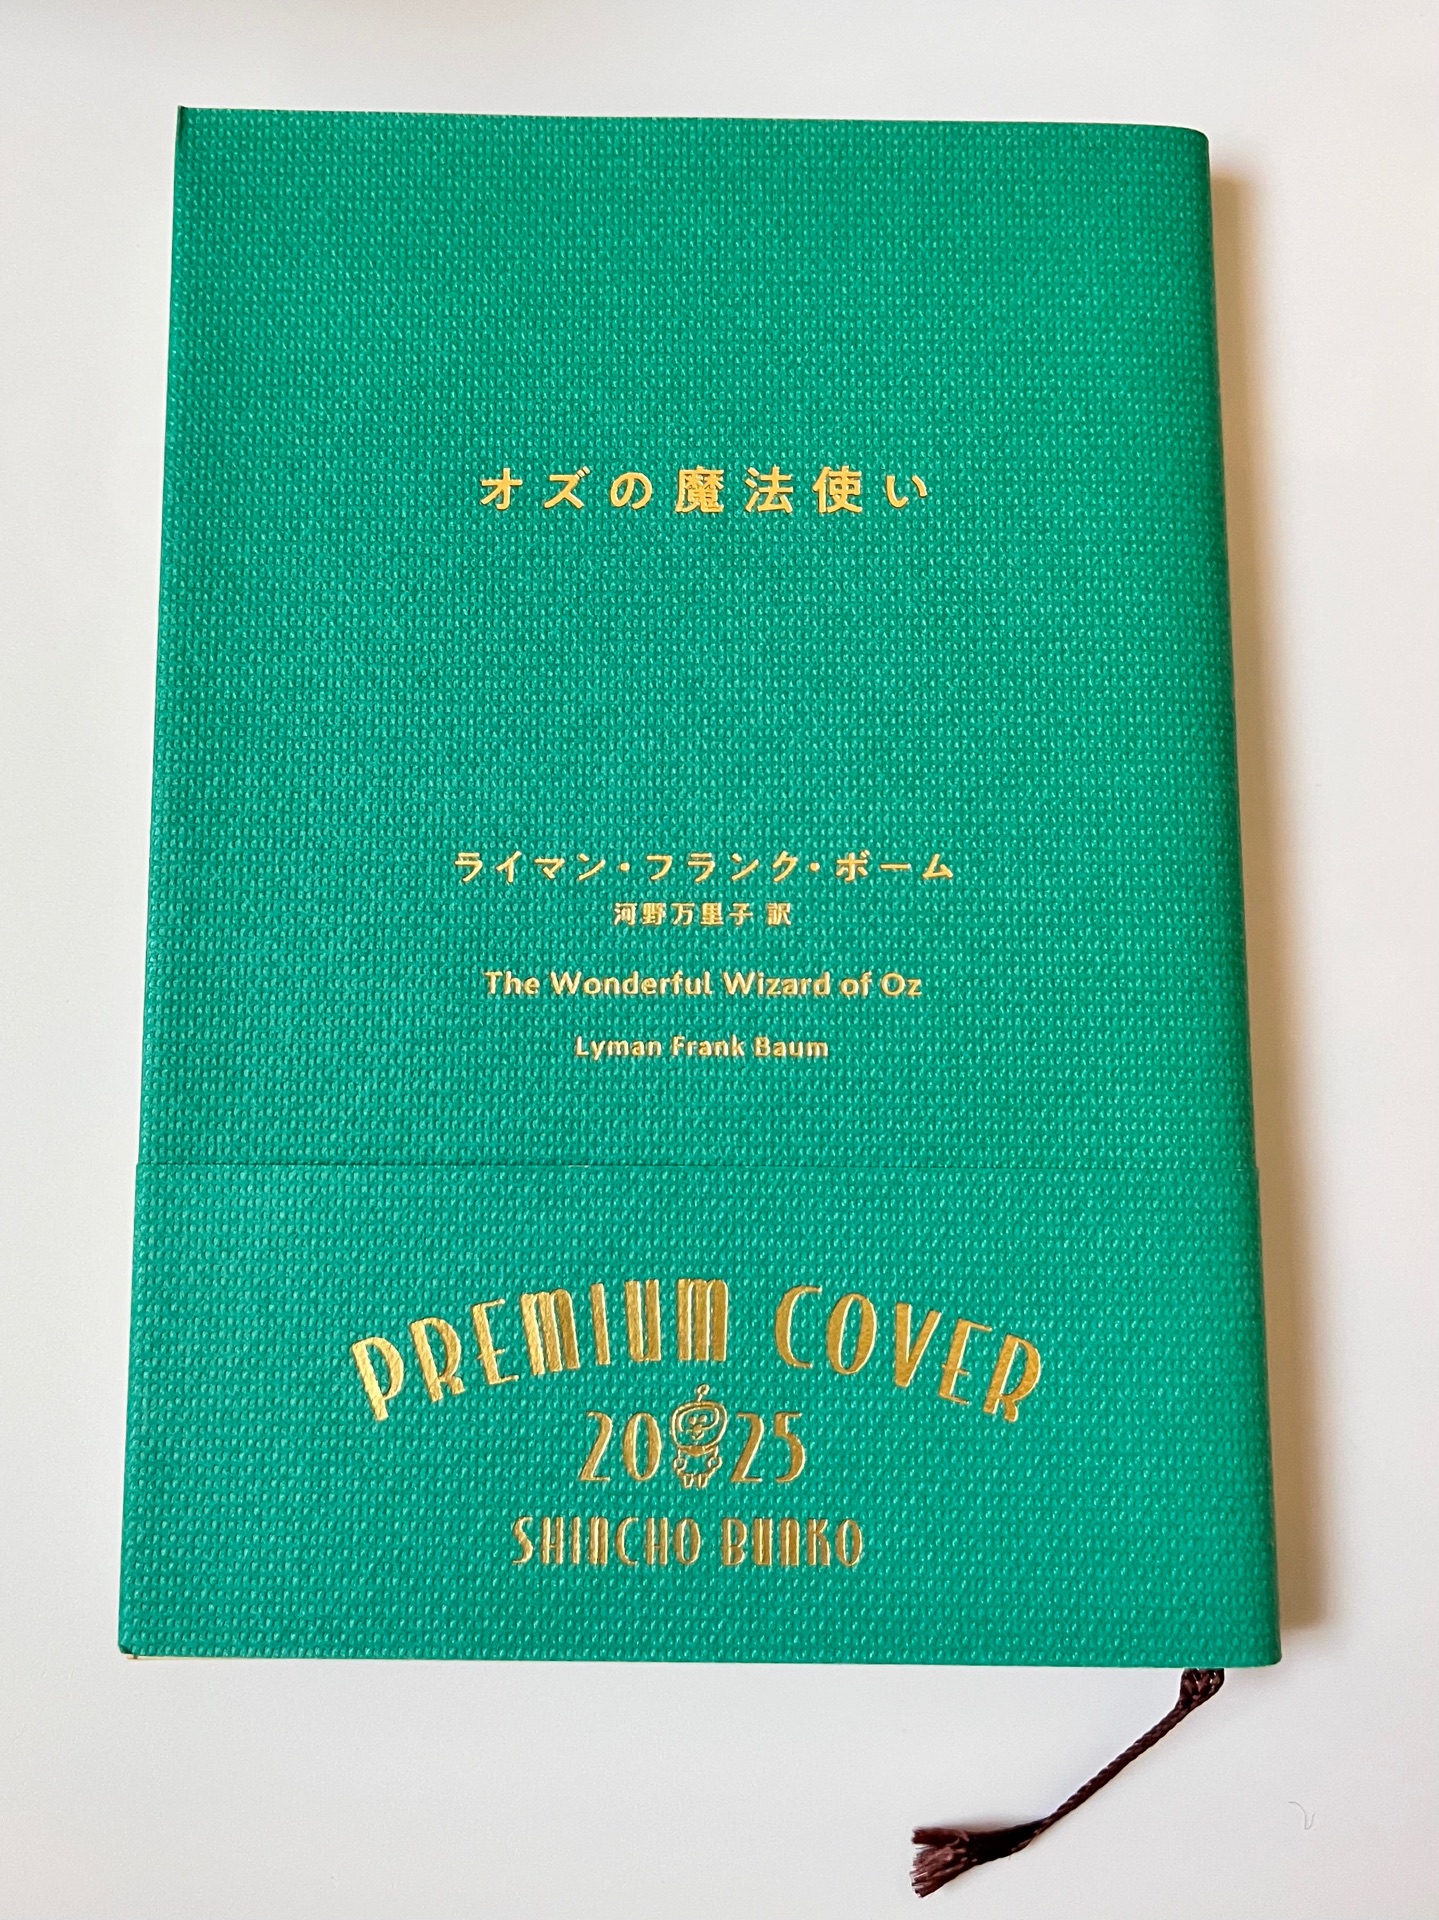 オズの魔法使い
ライマン・フランク・ボーム
河野万里子 訳
The Wonderful Wizard of Oz
Lyman Frank Baum
PREMIUM COVER
2025
SHINCHO BUNKO